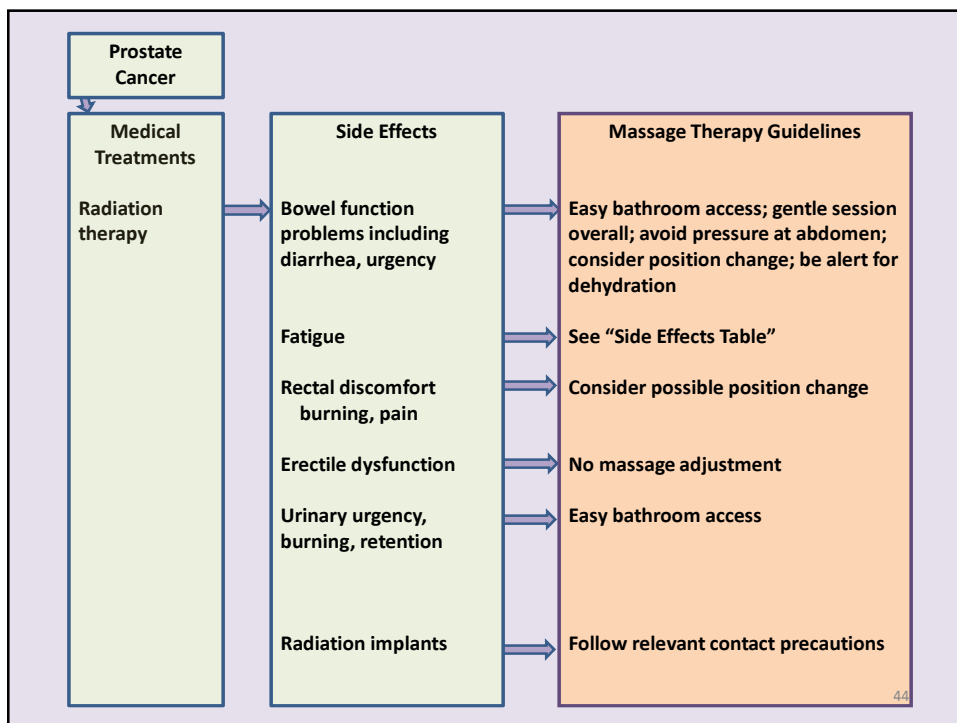 Prostate
Cancer
Medical
Treatments
Side Effects
Massage Therapy Guidelines
Radiation
therapy
Bowel function
problems including
diarrhea, urgency
Easy bathroom access; gentle session
overall; avoid pressure at abdomen;
consider position change; be alert for
dehydration
Fatigue
See “Side Effects Table”
Rectal discomfort
burning, pain
Consider possible position change
Erectile dysfunction
No massage adjustment
Urinary urgency,
burning, retention
Easy bathroom access
Radiation implants
Follow relevant contact precautions
44